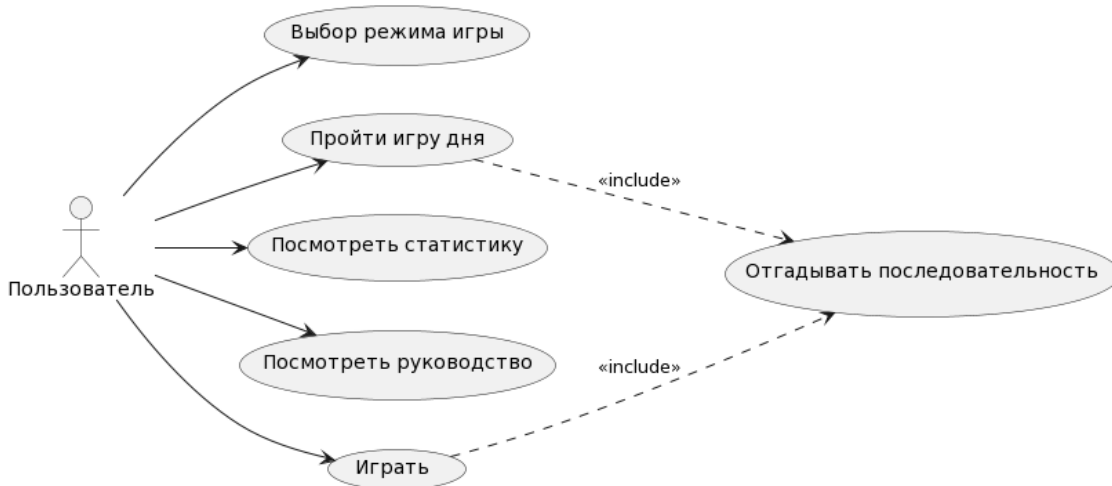 Выбор режима игры
Пройти игру дня
«include»
Посмотреть статистику
Отгадывать последовательность
Пользователь
Посмотреть руководство
«include»
Играть